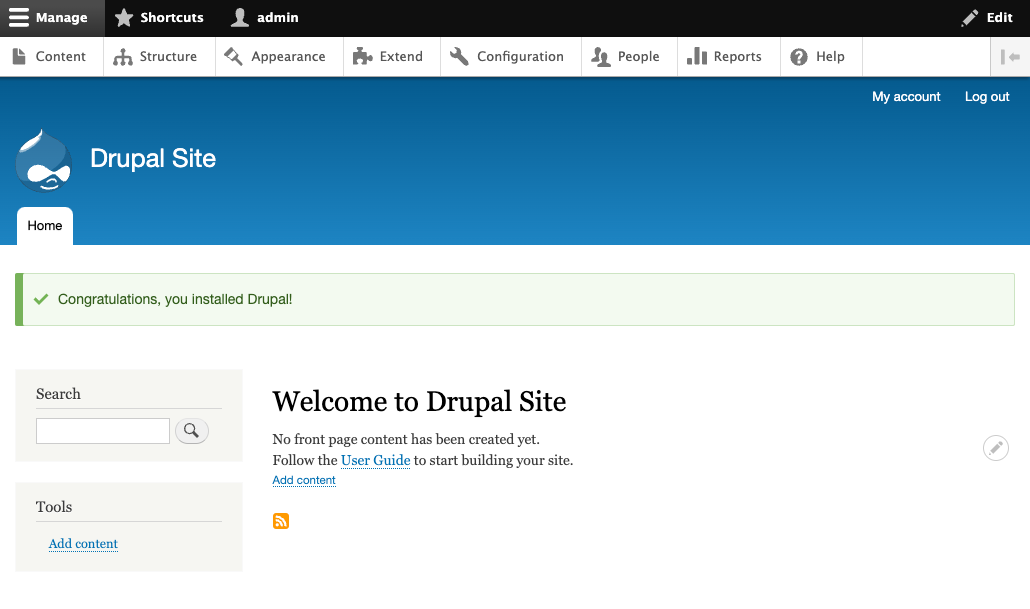 Manage Shortcuts admin Edit
Content Structure Appearance Extend Configuration People Reports Help
My account Log out
Drupal Site
Home
Congratulations, you installed Drupal!
Search
Tools
Add content
Welcome to Drupal Site
No front page content has been created yet.
Follow the User Guide to start building your site.
Add content